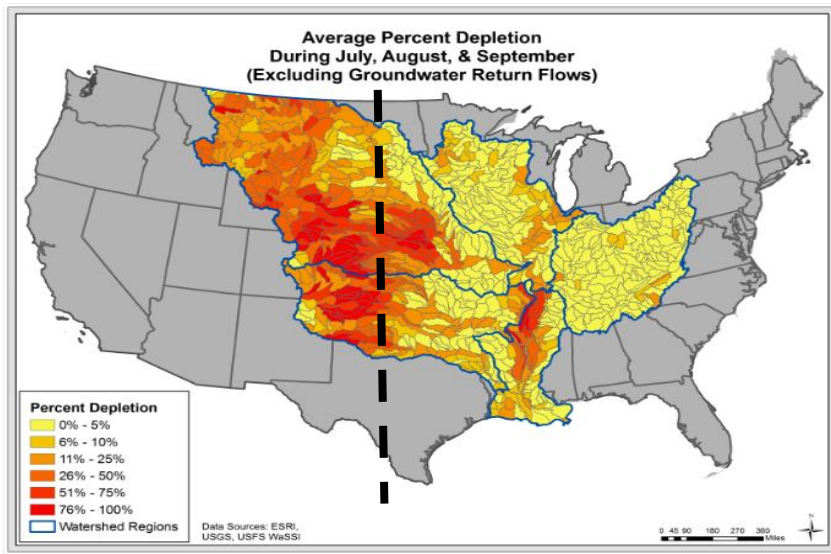 Average Percent Depletion
During July, August, & September
(Excluding Groundwater Return Flows)
Percent Depletion
0% - 5%
6% - 10%
11% - 25%
26% - 50%
51% - 75%
76% - 100%
Watershed Regions
Data Sources: ESRI,
USGS, USFS WaSSI
0 45 90 180 270 360
Miles
N